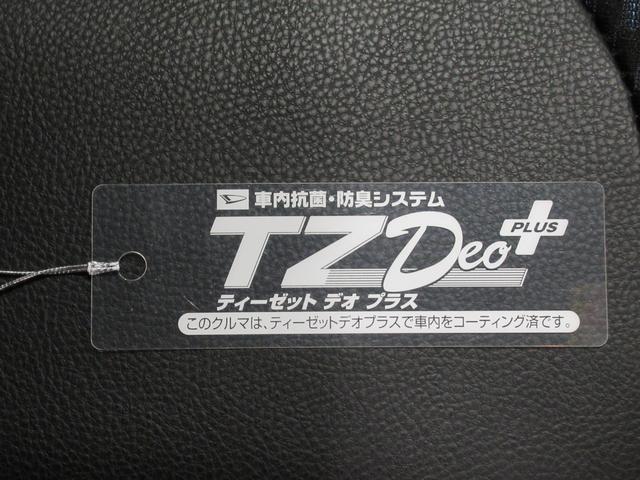 車内抗菌・防臭システム
TZ Deo PLUS
ティーゼット デオ プラス
このクルマは、ティーゼットデオプラスで車内をコーティング済です。